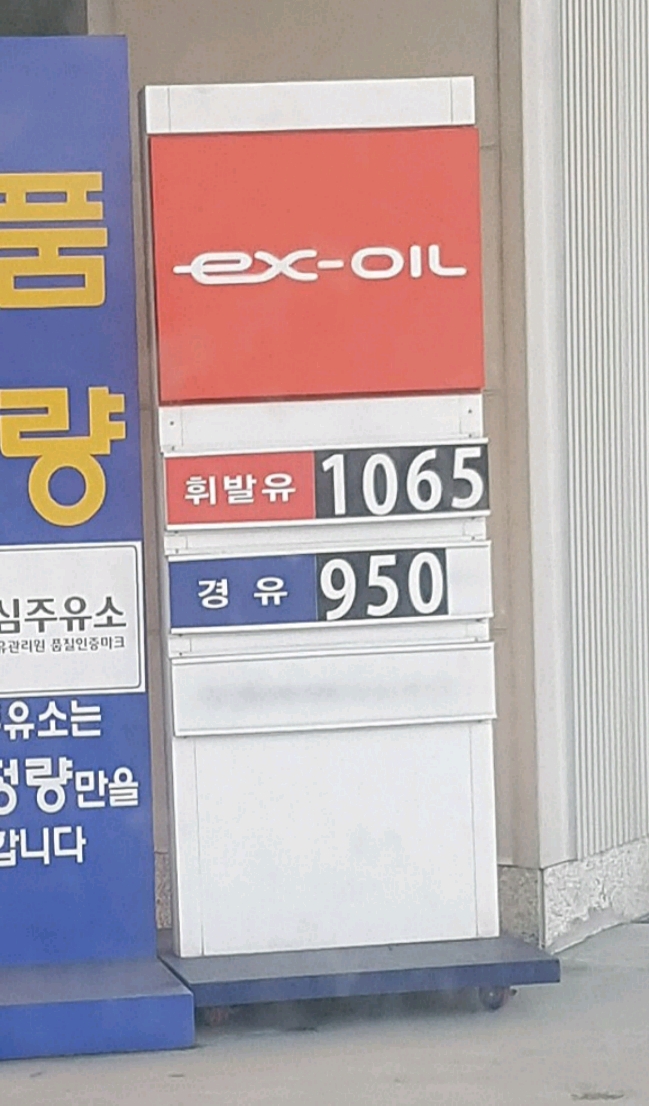 품
량
심주유소
유관리원 품질인증마크
유소는
정량만을
합니다
ex-OIL
휘발유 1065
경유 950